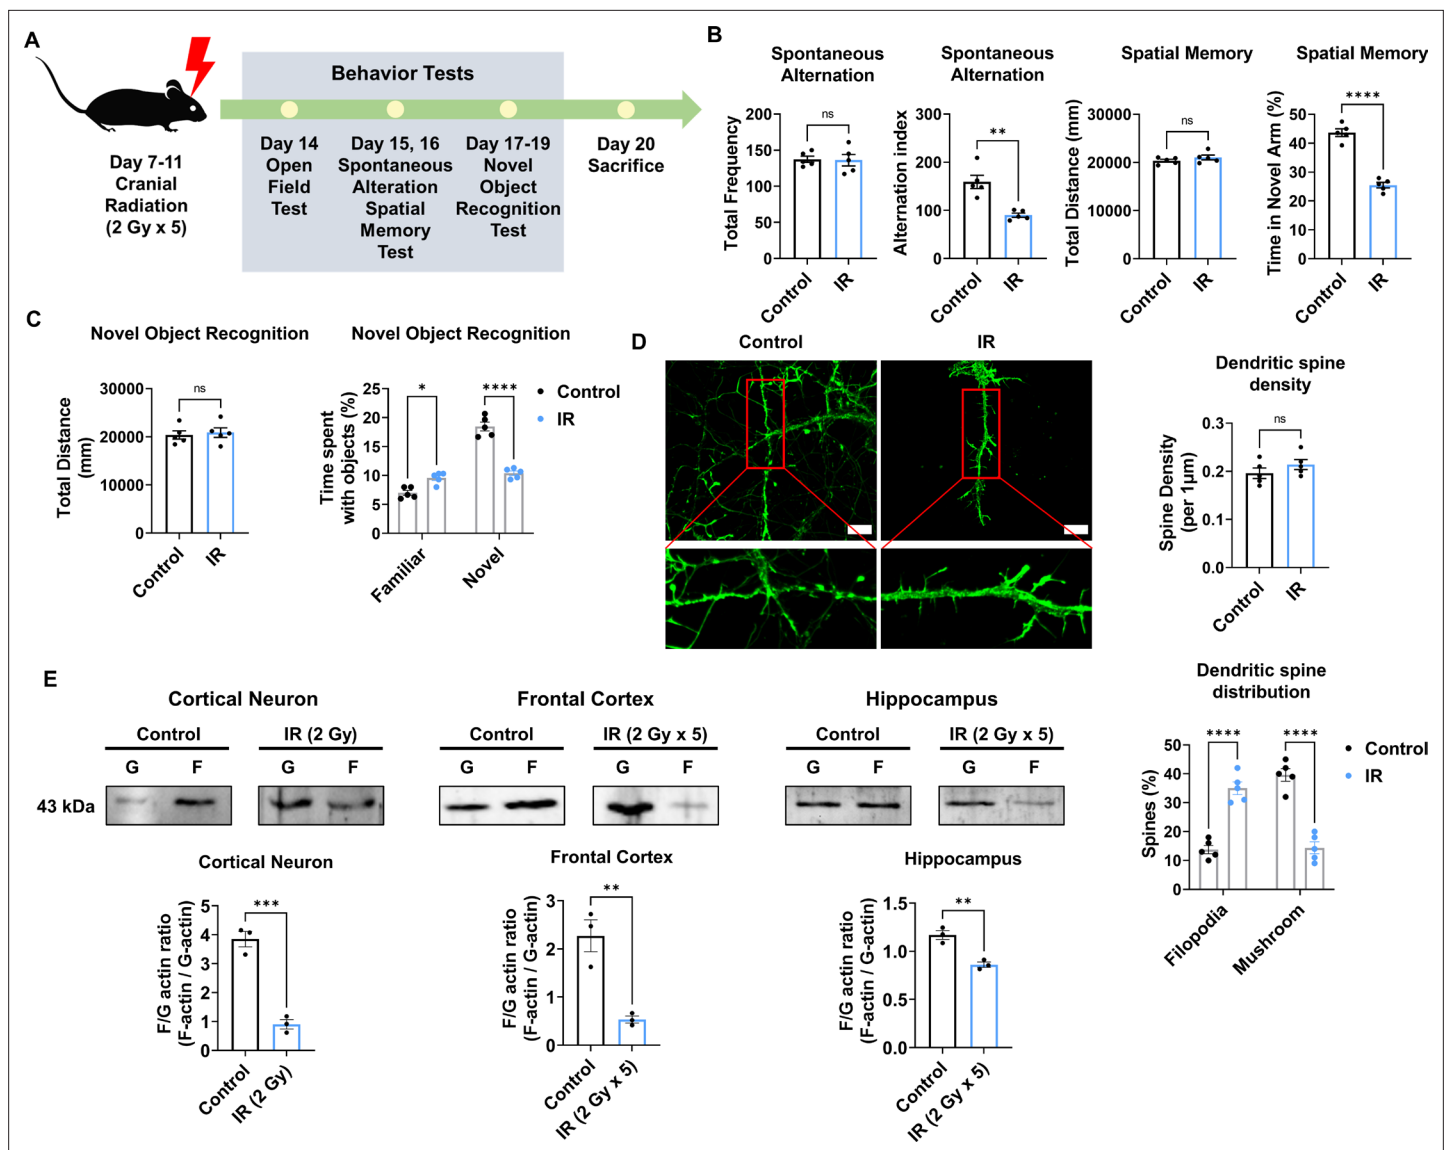 A
Behavior Tests
Day 7-11
Cranial
Radiation
(2 Gy x 5)
Day 14
Open
Field
Test
Day 15, 16
Spontaneous
Alteration
Spatial
Memory
Test
Day 17-19
Novel
Object
Recognition
Test
Day 20
Sacrifice
B
Spontaneous
Alternation
Total Frequency
200
150
100
50
0
ns
Control
IR
Spontaneous
Alternation
Alternation index
300
200
100
0
**
Control
IR
Spatial Memory
Total Distance (mm)
30000
20000
10000
0
ns
Control
IR
Spatial Memory
Time in Novel Arm (%)
50
40
30
20
10
0
****
Control
IR
C
Novel Object Recognition
Total Distance
(mm)
30000
20000
10000
0
ns
Control
IR
Novel Object Recognition
Time spent
with objects (%)
25
20
15
10
5
0
*
****
Familiar
Novel
Control
IR
D
Control
IR
Dendritic spine
density
Spine Density
(per 1µm)
0.3
0.2
0.1
0.0
ns
Control
IR
Dendritic spine
distribution
Spines (%)
50
40
30
20
10
0
****
****
Filopodia
Mushroom
Control
IR
E
Cortical Neuron
Control
IR (2 Gy)
G
F
G
F
43 kDa
Frontal Cortex
Control
IR (2 Gy x 5)
G
F
G
F
Hippocampus
Control
IR (2 Gy x 5)
G
F
G
F
Cortical Neuron
F/G actin ratio
(F-actin / G-actin)
5
4
3
2
1
0
***
Control
IR (2 Gy)
Frontal Cortex
F/G actin ratio
(F-actin / G-actin)
3
2
1
0
**
Control
IR (2 Gy x 5)
Hippocampus
F/G actin ratio
(F-actin / G-actin)
1.5
1.0
0.5
0.0
**
Control
IR (2 Gy x 5)